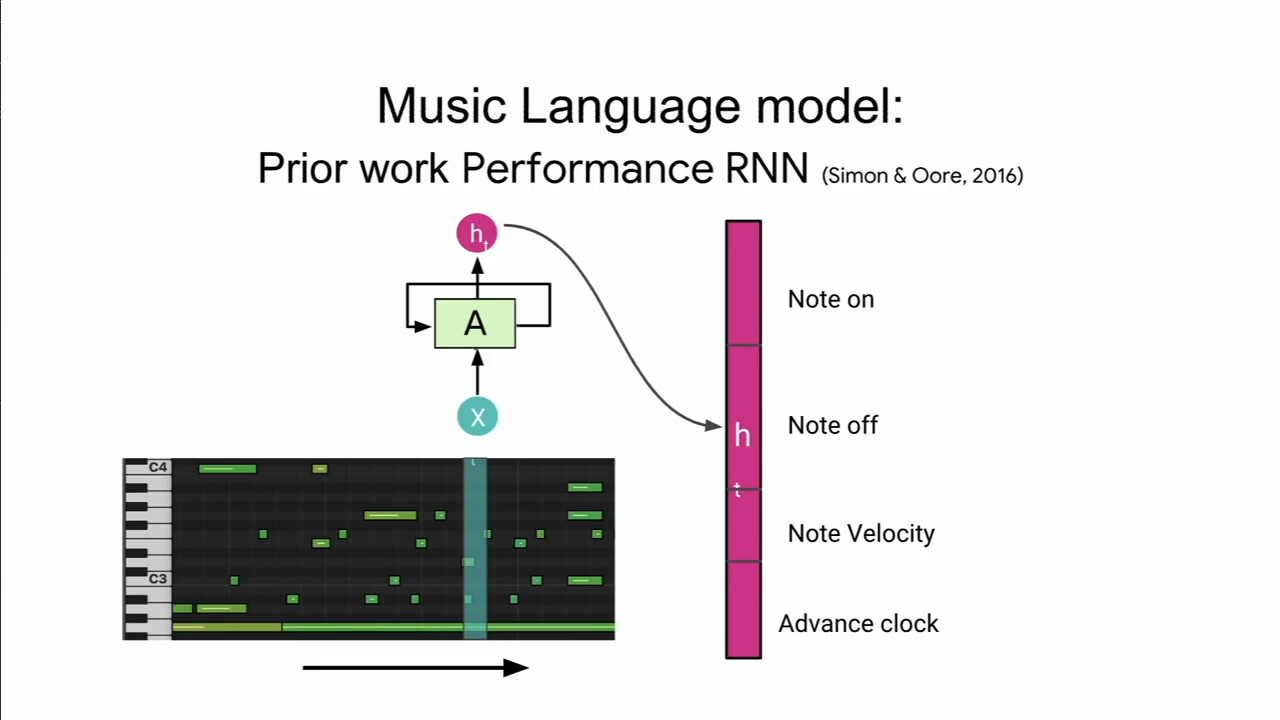 Music Language model:
Prior work Performance RNN (Simon & Oore, 2016)
h t
A
X
t
C4
C3
Note on
Note off
h
t
Note Velocity
Advance clock